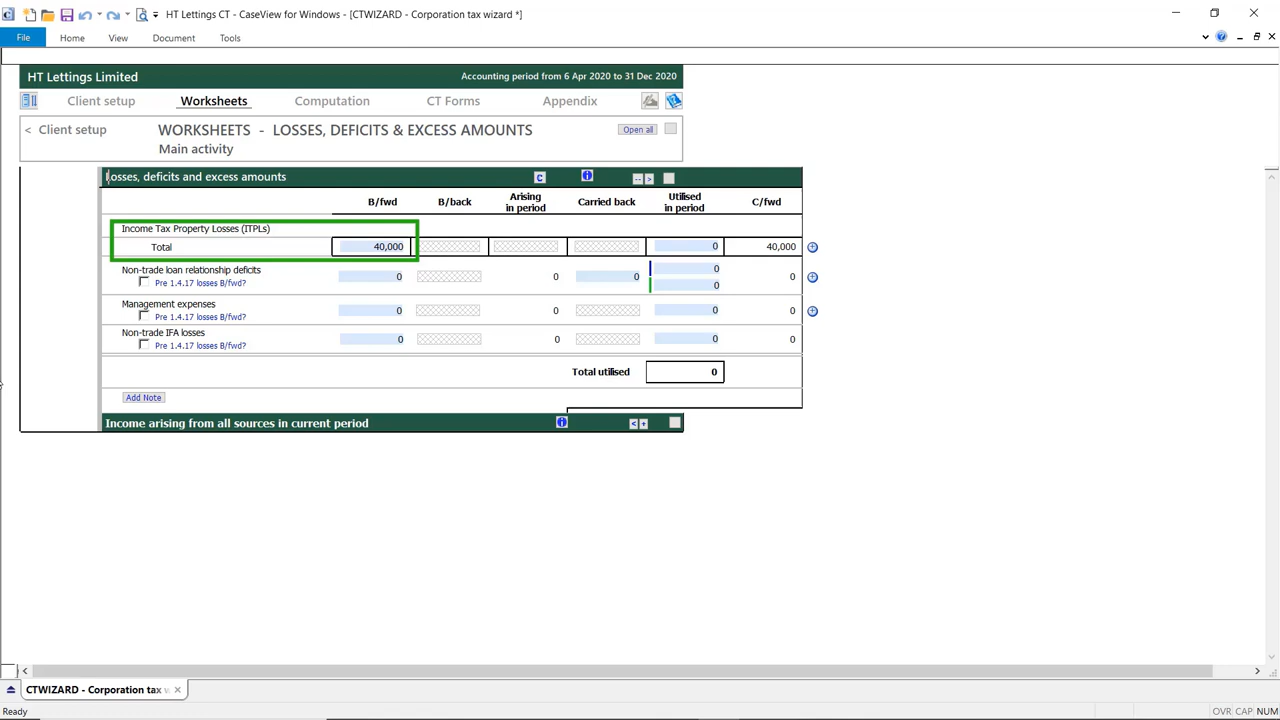 HT Lettings CT - CaseView for Windows - [CTWIZARD - Corporation tax wizard *]
File Home View Document Tools
HT Lettings Limited Accounting period from 6 Apr 2020 to 31 Dec 2020
Client setup Worksheets Computation CT Forms Appendix
< Client setup WORKSHEETS - LOSSES, DEFICITS & EXCESS AMOUNTS Open all
Main activity
Losses, deficits and excess amounts C i -- >
B/fwd B/back Arising in period Carried back Utilised in period C/fwd
Income Tax Property Losses (ITPLs)
Total 40,000 0 40,000
Non-trade loan relationship deficits 0 0 0 0 0
Pre 1.4.17 losses B/fwd? 0
Management expenses 0 0 0 0
Pre 1.4.17 losses B/fwd?
Non-trade IFA losses 0 0 0 0
Pre 1.4.17 losses B/fwd?
Total utilised 0
Add Note
Income arising from all sources in current period i < +
CTWIZARD - Corporation tax w
Ready OVR CAP NUM